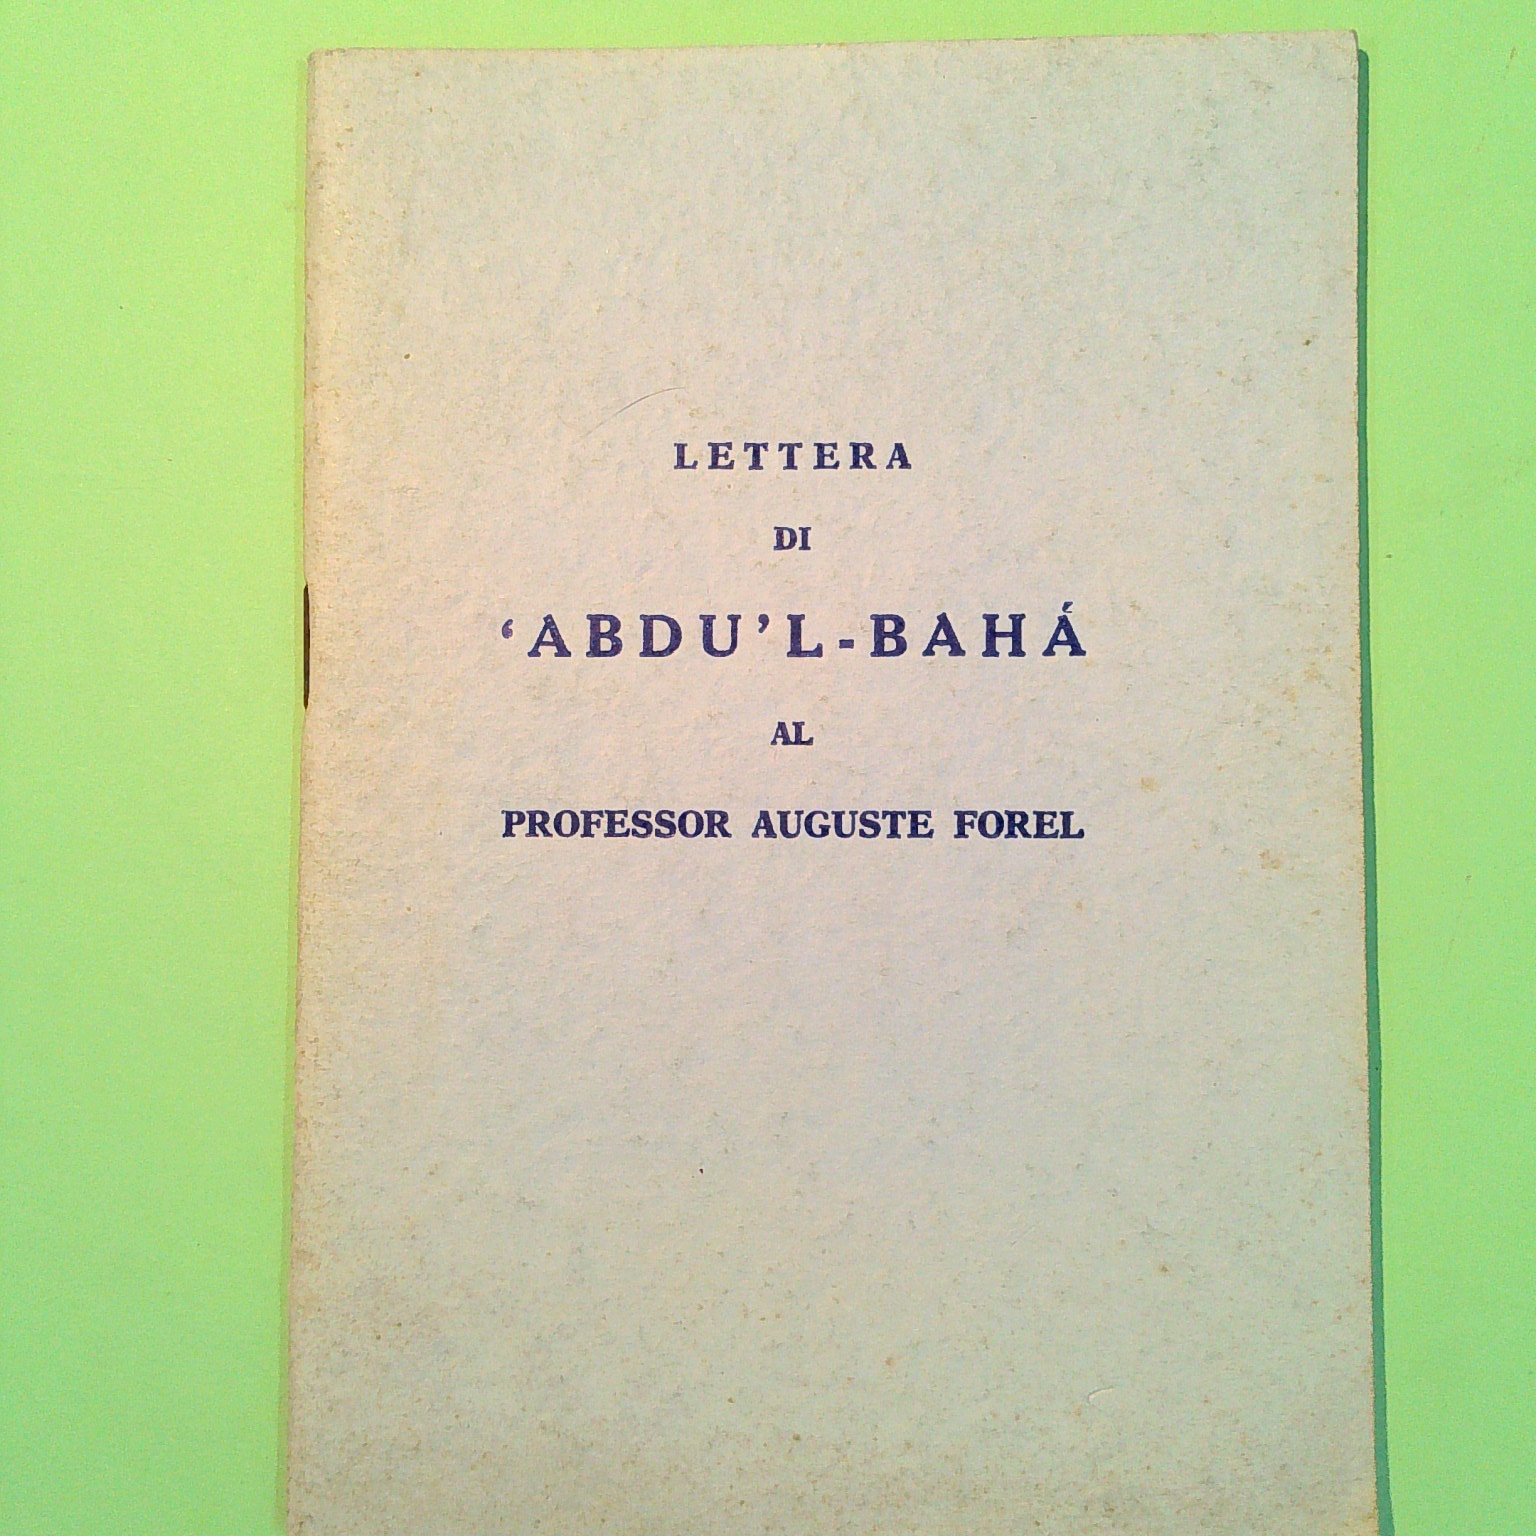 LETTERA
DI
‘ABDU’L-BAHÁ
AL
PROFESSOR AUGUSTE FOREL